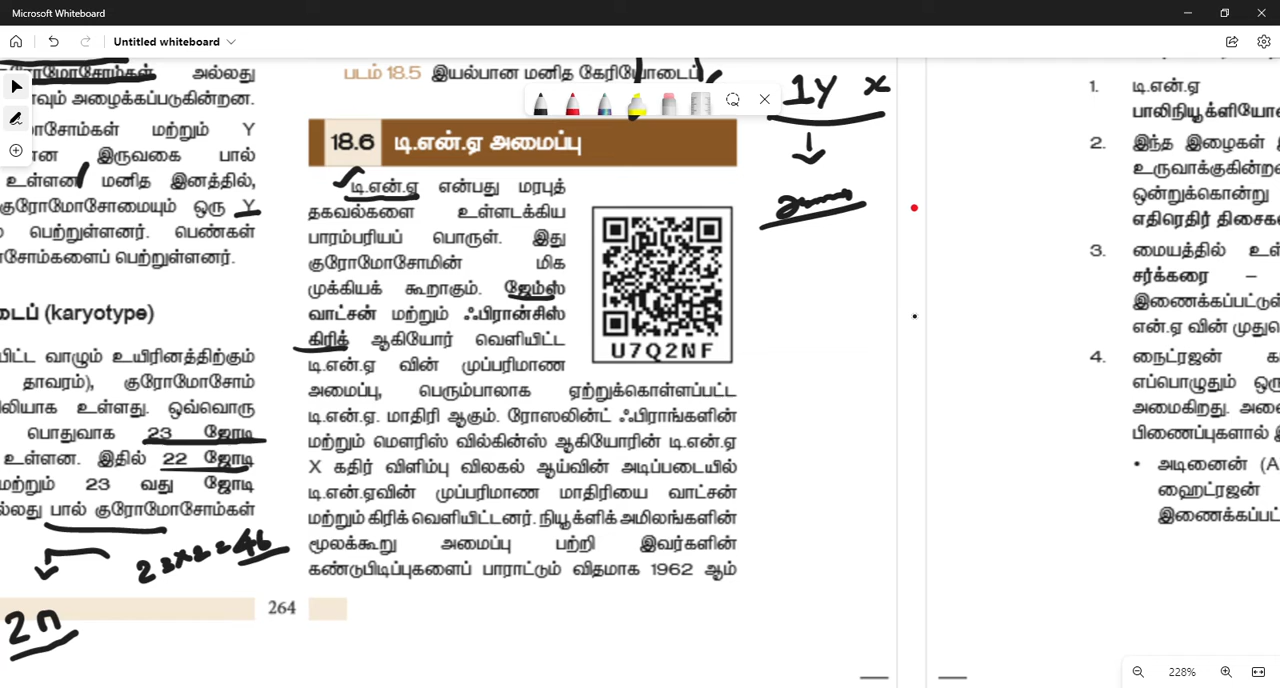 Microsoft Whiteboard
Untitled whiteboard
ரோமோசோம்கள் அல்லது
வும் அழைக்கப்படுகின்றன.
மோசோம்கள் மற்றும் Y
ன இருவகை பால்
உள்ளன மனித இனத்தில்,
குரோமோசோமையும் ஒரு Y
பெற்றுள்ளனர். பெண்கள்
சோம்களைப் பெற்றுள்ளனர்.
டைப் (karyotype)
யிட்ட வாழும் உயிரினத்திற்கும்
தாவரம்), குரோமோசோம்
லியாக உள்ளது. ஒவ்வொரு
பொதுவாக 23 ஜோடி
உள்ளன. இதில் 22 ஜோடி
மற்றும் 23 வது ஜோடி
ல்லது பால் குரோமோசோம்கள்
23x2=46
2n
264
படம் 18.5 இயல்பான மனித கேரியோடைப்
18.6 டி.என்.ஏ அமைப்பு
டி.என்.ஏ என்பது மரபுத்
தகவல்களை உள்ளடக்கிய
பாரம்பரியப் பொருள். இது
குரோமோசோமின் மிக
முக்கியக் கூறாகும். ஜேம்ஸ்
வாட்சன் மற்றும் ஃபிரான்சிஸ்
கிரிக் ஆகியோர் வெளியிட்ட
டி.என்.ஏ வின் முப்பரிமாண
அமைப்பு, பெரும்பாலாக ஏற்றுக்கொள்ளப்பட்ட
டி.என்.ஏ. மாதிரி ஆகும். ரோஸலின்ட் ஃபிராங்களின்
மற்றும் மௌரிஸ் வில்கின்ஸ் ஆகியோரின் டி.என்.ஏ
X கதிர் விளிம்பு விலகல் ஆய்வின் அடிப்படையில்
டி.என்.ஏவின் முப்பரிமாண மாதிரியை வாட்சன்
மற்றும் கிரிக் வெளியிட்டனர். நியூக்ளிக் அமிலங்களின்
மூலக்கூறு அமைப்பு பற்றி இவர்களின்
கண்டுபிடிப்புகளைப் பாராட்டும் விதமாக 1962 ஆம்
U7Q2NF
1Y X
1. டி.என்.ஏ
பாலிநியூக்ளியோ
2. இந்த இழைகள்
உருவாக்குகின்ற
ஒன்றுக்கொன்று
எதிரெதிர் திசைக
3. மையத்தில் உள்
சர்க்கரை –
இணைக்கப்பட்டு
என்.ஏ வின் முது
4. நைட்ரஜன் கா
எப்பொழுதும் ஒரு
அமைகிறது. அ
பிணைப்புகளால்
• அடினைன் (A
ஹைட்ரஜன்
இணைக்கப்பட்
228%